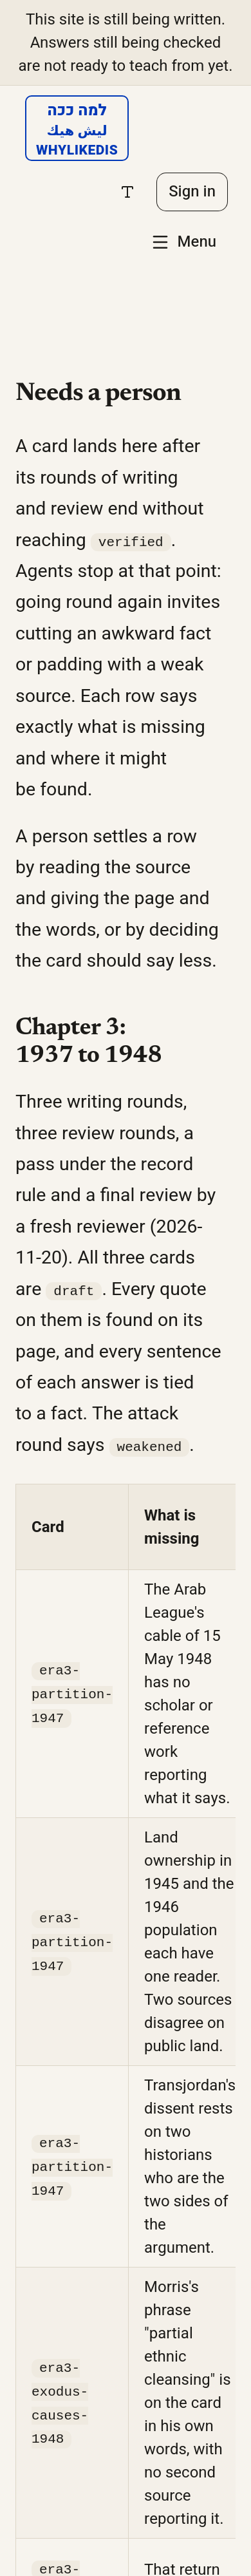 This site is still being written.
Answers still being checked
are not ready to teach from yet.
למה ככה
ليش هيك
WHYLIKEDIS
Sign in
Menu
Needs a person
A card lands here after
its rounds of writing
and review end without
reaching verified.
Agents stop at that point:
going round again invites
cutting an awkward fact
or padding with a weak
source. Each row says
exactly what is missing
and where it might
be found.
A person settles a row
by reading the source
and giving the page and
the words, or by deciding
the card should say less.
Chapter 3:
1937 to 1948
Three writing rounds,
three review rounds, a
pass under the record
rule and a final review by
a fresh reviewer (2026-
11-20). All three cards
are draft. Every quote
on them is found on its
page, and every sentence
of each answer is tied
to a fact. The attack
round says weakened.
Card
What is
missing
era3-
partition-
1947
The Arab
League's
cable of 15
May 1948
has no
scholar or
reference
work
reporting
what it says.
era3-
partition-
1947
Land
ownership in
1945 and the
1946
population
each have
one reader.
Two sources
disagree on
public land.
era3-
partition-
1947
Transjordan's
dissent rests
on two
historians
who are the
two sides of
the
argument.
era3-
exodus-
causes-
1948
Morris's
phrase
"partial
ethnic
cleansing" is
on the card
in his own
words, with
no second
source
reporting it.
era3-
That return